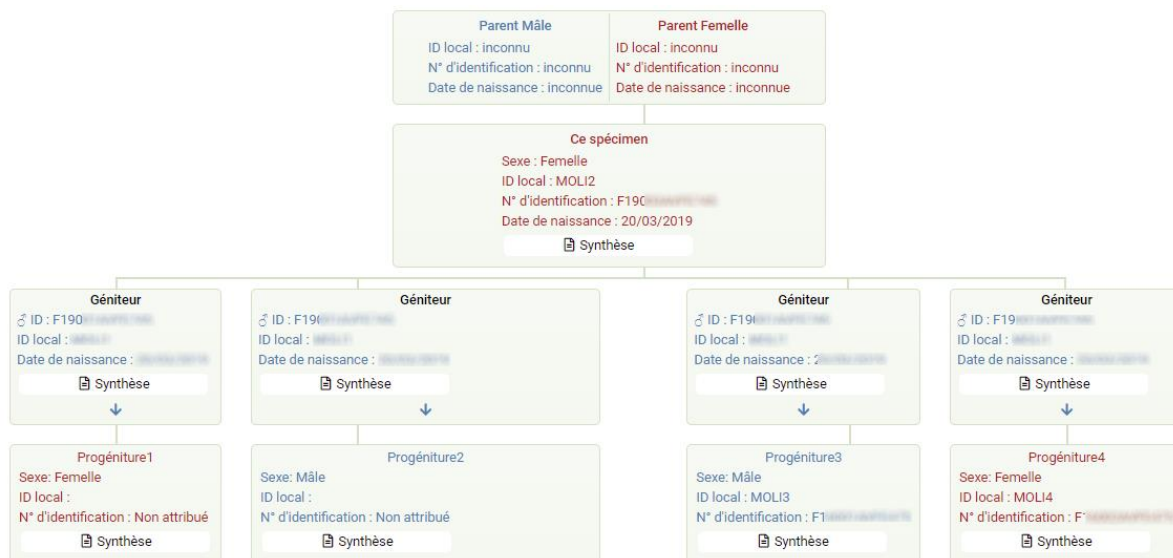 Parent Mâle
ID local : inconnu
N° d'identification : inconnu
Date de naissance : inconnue
Parent Femelle
ID local : inconnu
N° d'identification : inconnu
Date de naissance : inconnue
Ce spécimen
Sexe : Femelle
ID local : MOLI2
N° d'identification : F190
Date de naissance : 20/03/2019
Synthèse
Géniteur
♂ ID : F190
ID local :
Date de naissance :
Synthèse
Géniteur
♂ ID : F19
ID local :
Date de naissance :
Synthèse
Géniteur
♂ ID : F19
ID local :
Date de naissance : 2
Synthèse
Géniteur
♂ ID : F19
ID local :
Date de naissance :
Synthèse
Progéniture1
Sexe: Femelle
ID local :
N° d'identification : Non attribué
Synthèse
Progéniture2
Sexe: Mâle
ID local :
N° d'identification : Non attribué
Synthèse
Progéniture3
Sexe: Mâle
ID local : MOLI3
N° d'identification : F1
Synthèse
Progéniture4
Sexe: Femelle
ID local : MOLI4
N° d'identification : F
Synthèse